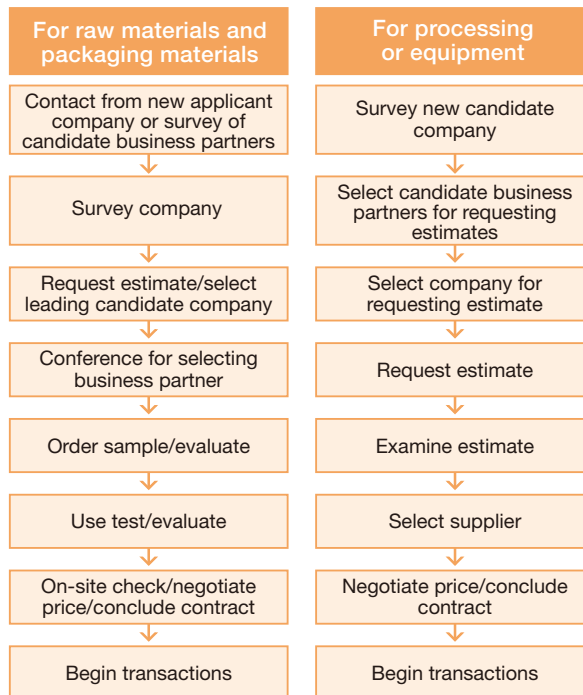 For raw materials and
packaging materials
Contact from new applicant
company or survey of
candidate business partners
Survey company
Request estimate/select
leading candidate company
Conference for selecting
business partner
Order sample/evaluate
Use test/evaluate
On-site check/negotiate
price/conclude contract
Begin transactions
For processing
or equipment
Survey new candidate
company
Select candidate business
partners for requesting
estimates
Select company for
requesting estimate
Request estimate
Examine estimate
Select supplier
Negotiate price/conclude
contract
Begin transactions